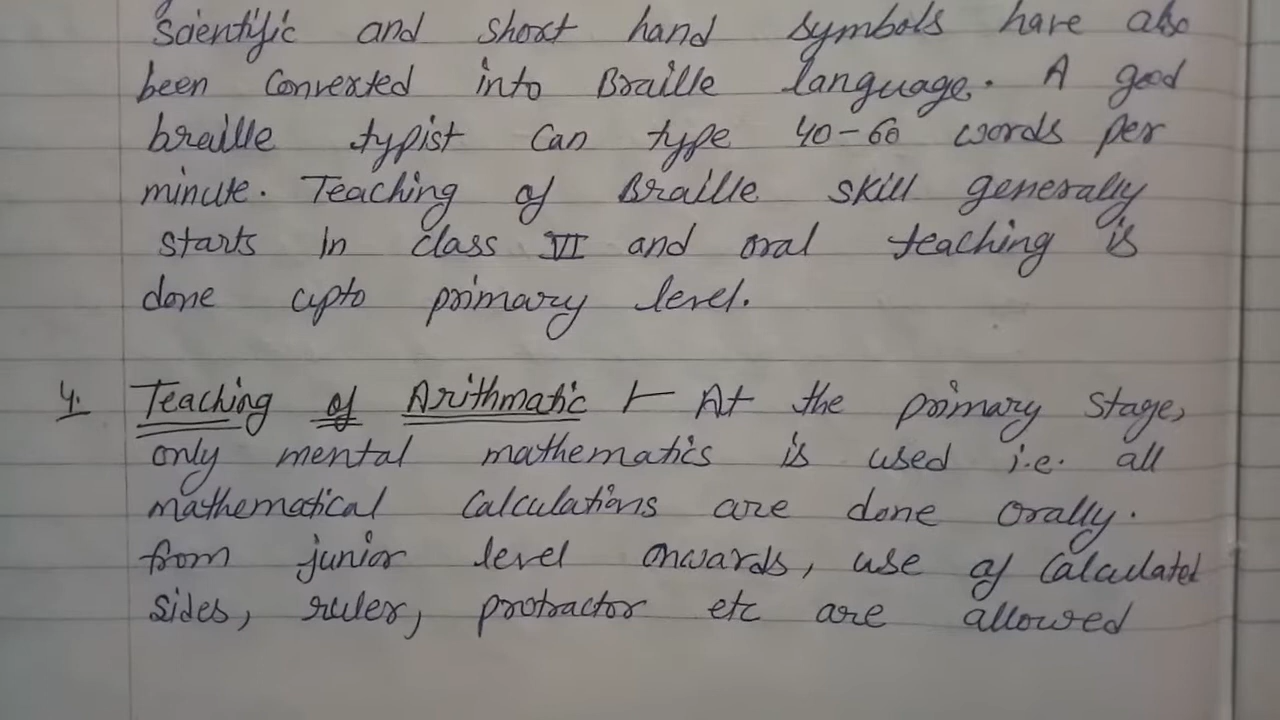 Scientific and short hand symbols have also
been converted into Braille language. A good
braille typist can type 40-60 words per
minute. Teaching of Braille skill generally
starts in class VI and oral teaching is
done upto primary level.
4. Teaching of Arithmatic :- At the primary stage,
only mental mathematics is used i.e. all
mathematical calculations are done orally.
from junior level onwards, use of calculated
sides, ruler, protractor etc are allowed